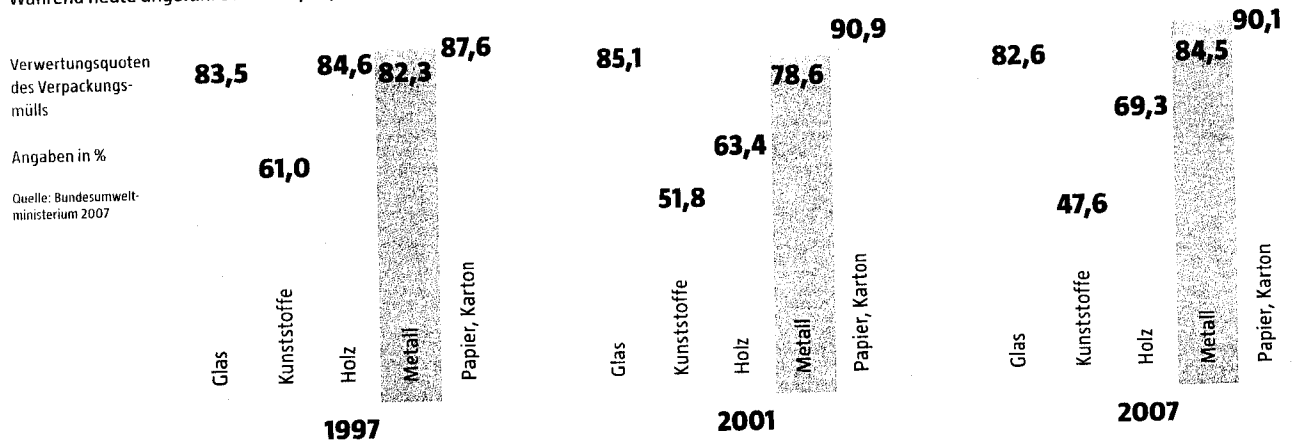 Verwertungsquoten
des Verpackungs-
mülls
Angaben in %
Quelle: Bundesumwelt-
ministerium 2007
83,5
61,0
84,6
82,3
87,6
Glas
Kunststoffe
Holz
Metall
Papier, Karton
1997
85,1
51,8
63,4
78,6
90,9
Glas
Kunststoffe
Holz
Metall
Papier, Karton
2001
82,6
47,6
69,3
84,5
90,1
Glas
Kunststoffe
Holz
Metall
Papier, Karton
2007